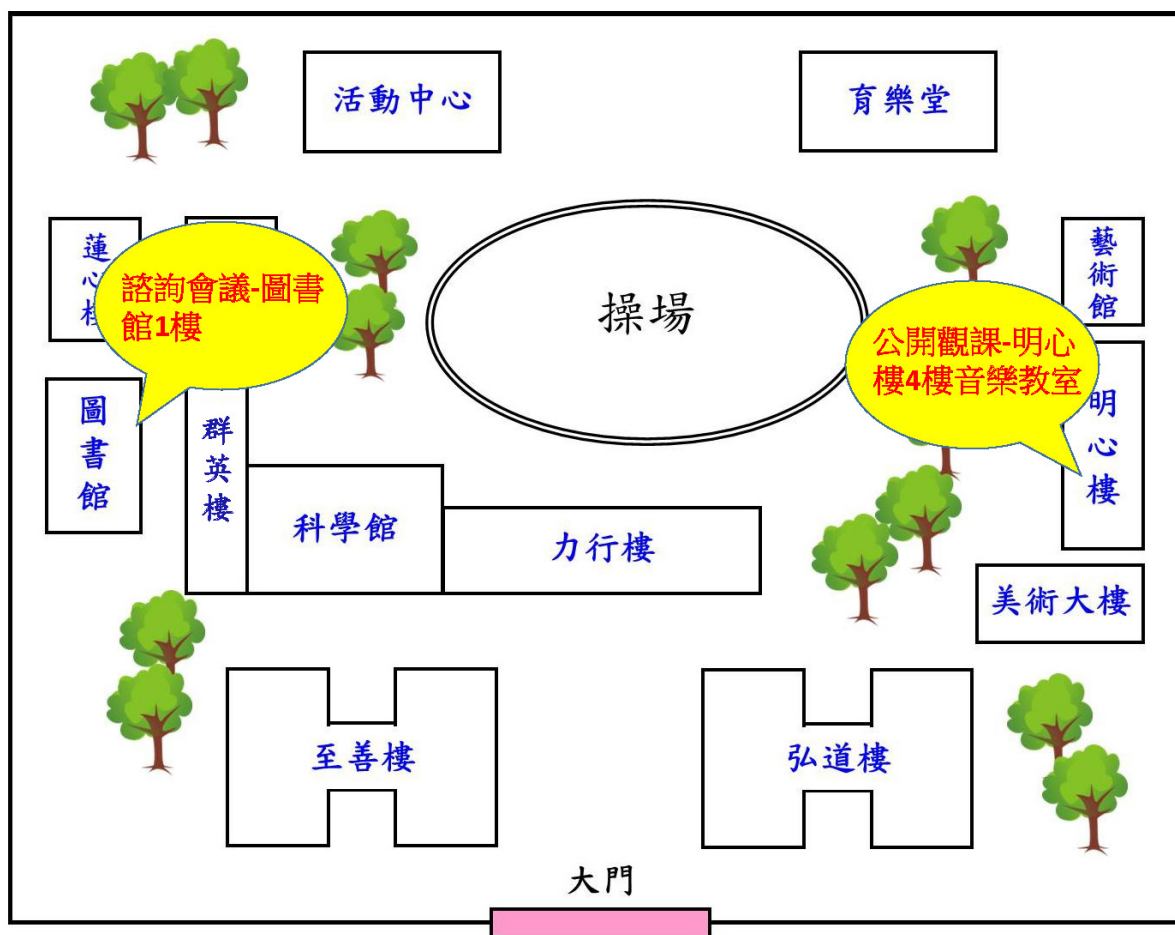 活動中心
育樂堂
蓮心樓
諮詢會議-圖書
館1樓
操場
藝術館
公開觀課-明心
樓4樓音樂教室
圖書館
群英樓
明心樓
科學館
力行樓
美術大樓
至善樓
弘道樓
大門